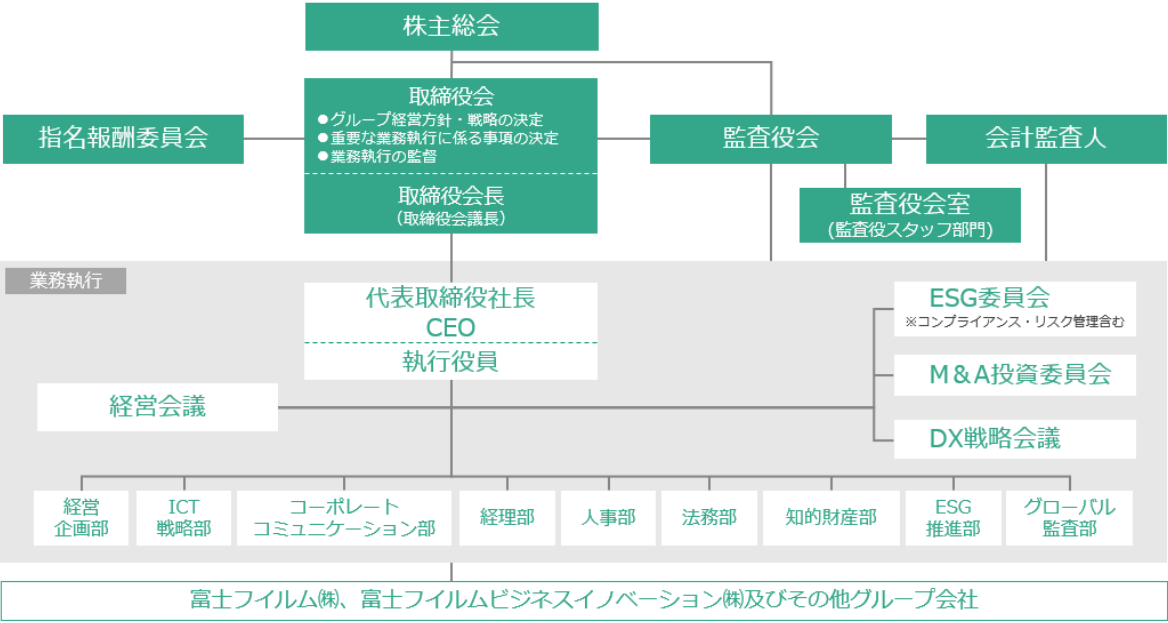 株主総会
取締役会
●グループ経営方針・戦略の決定
●重要な業務執行に係る事項の決定
●業務執行の監督
取締役会長
(取締役会議長)
指名報酬委員会
監査役会
会計監査人
監査役会室
(監査役スタッフ部門)
業務執行
代表取締役社長
CEO
執行役員
ESG委員会
※コンプライアンス・リスク管理含む
M&A投資委員会
DX戦略会議
経営会議
経営
企画部
ICT
戦略部
コーポレート
コミュニケーション部
経理部
人事部
法務部
知的財産部
ESG
推進部
グローバル
監査部
富士フイルム㈱、富士フイルムビジネスイノベーション㈱及びその他グループ会社